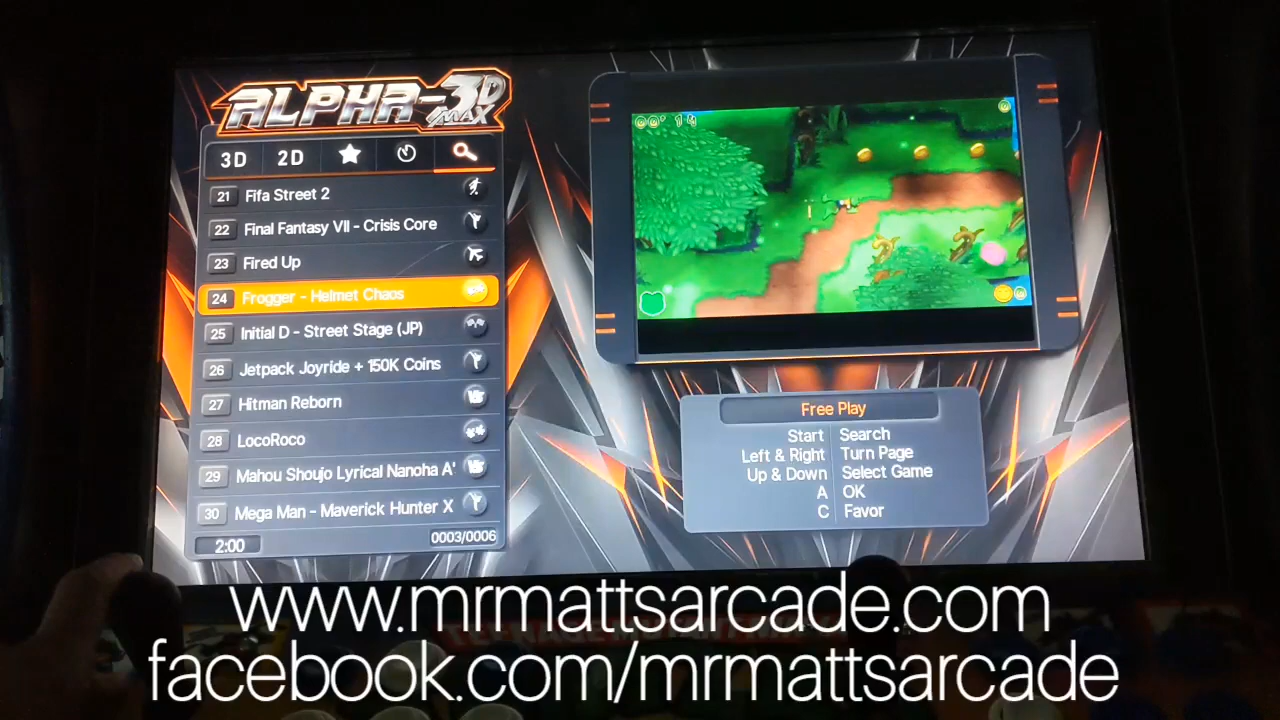 ALPHA-3D
MAX
3D 2D
21 Fifa Street 2
22 Final Fantasy VII - Crisis Core
23 Fired Up
24 Frogger - Helmet Chaos
25 Initial D - Street Stage (JP)
26 Jetpack Joyride + 150K Coins
27 Hitman Reborn
28 LocoRoco
29 Mahou Shoujo Lyrical Nanoha A'
30 Mega Man - Maverick Hunter X
2:00 0003/0006
Free Play
Start Search
Left & Right Turn Page
Up & Down Select Game
A OK
C Favor
www.mrmattsarcade.com
facebook.com/mrmattsarcade